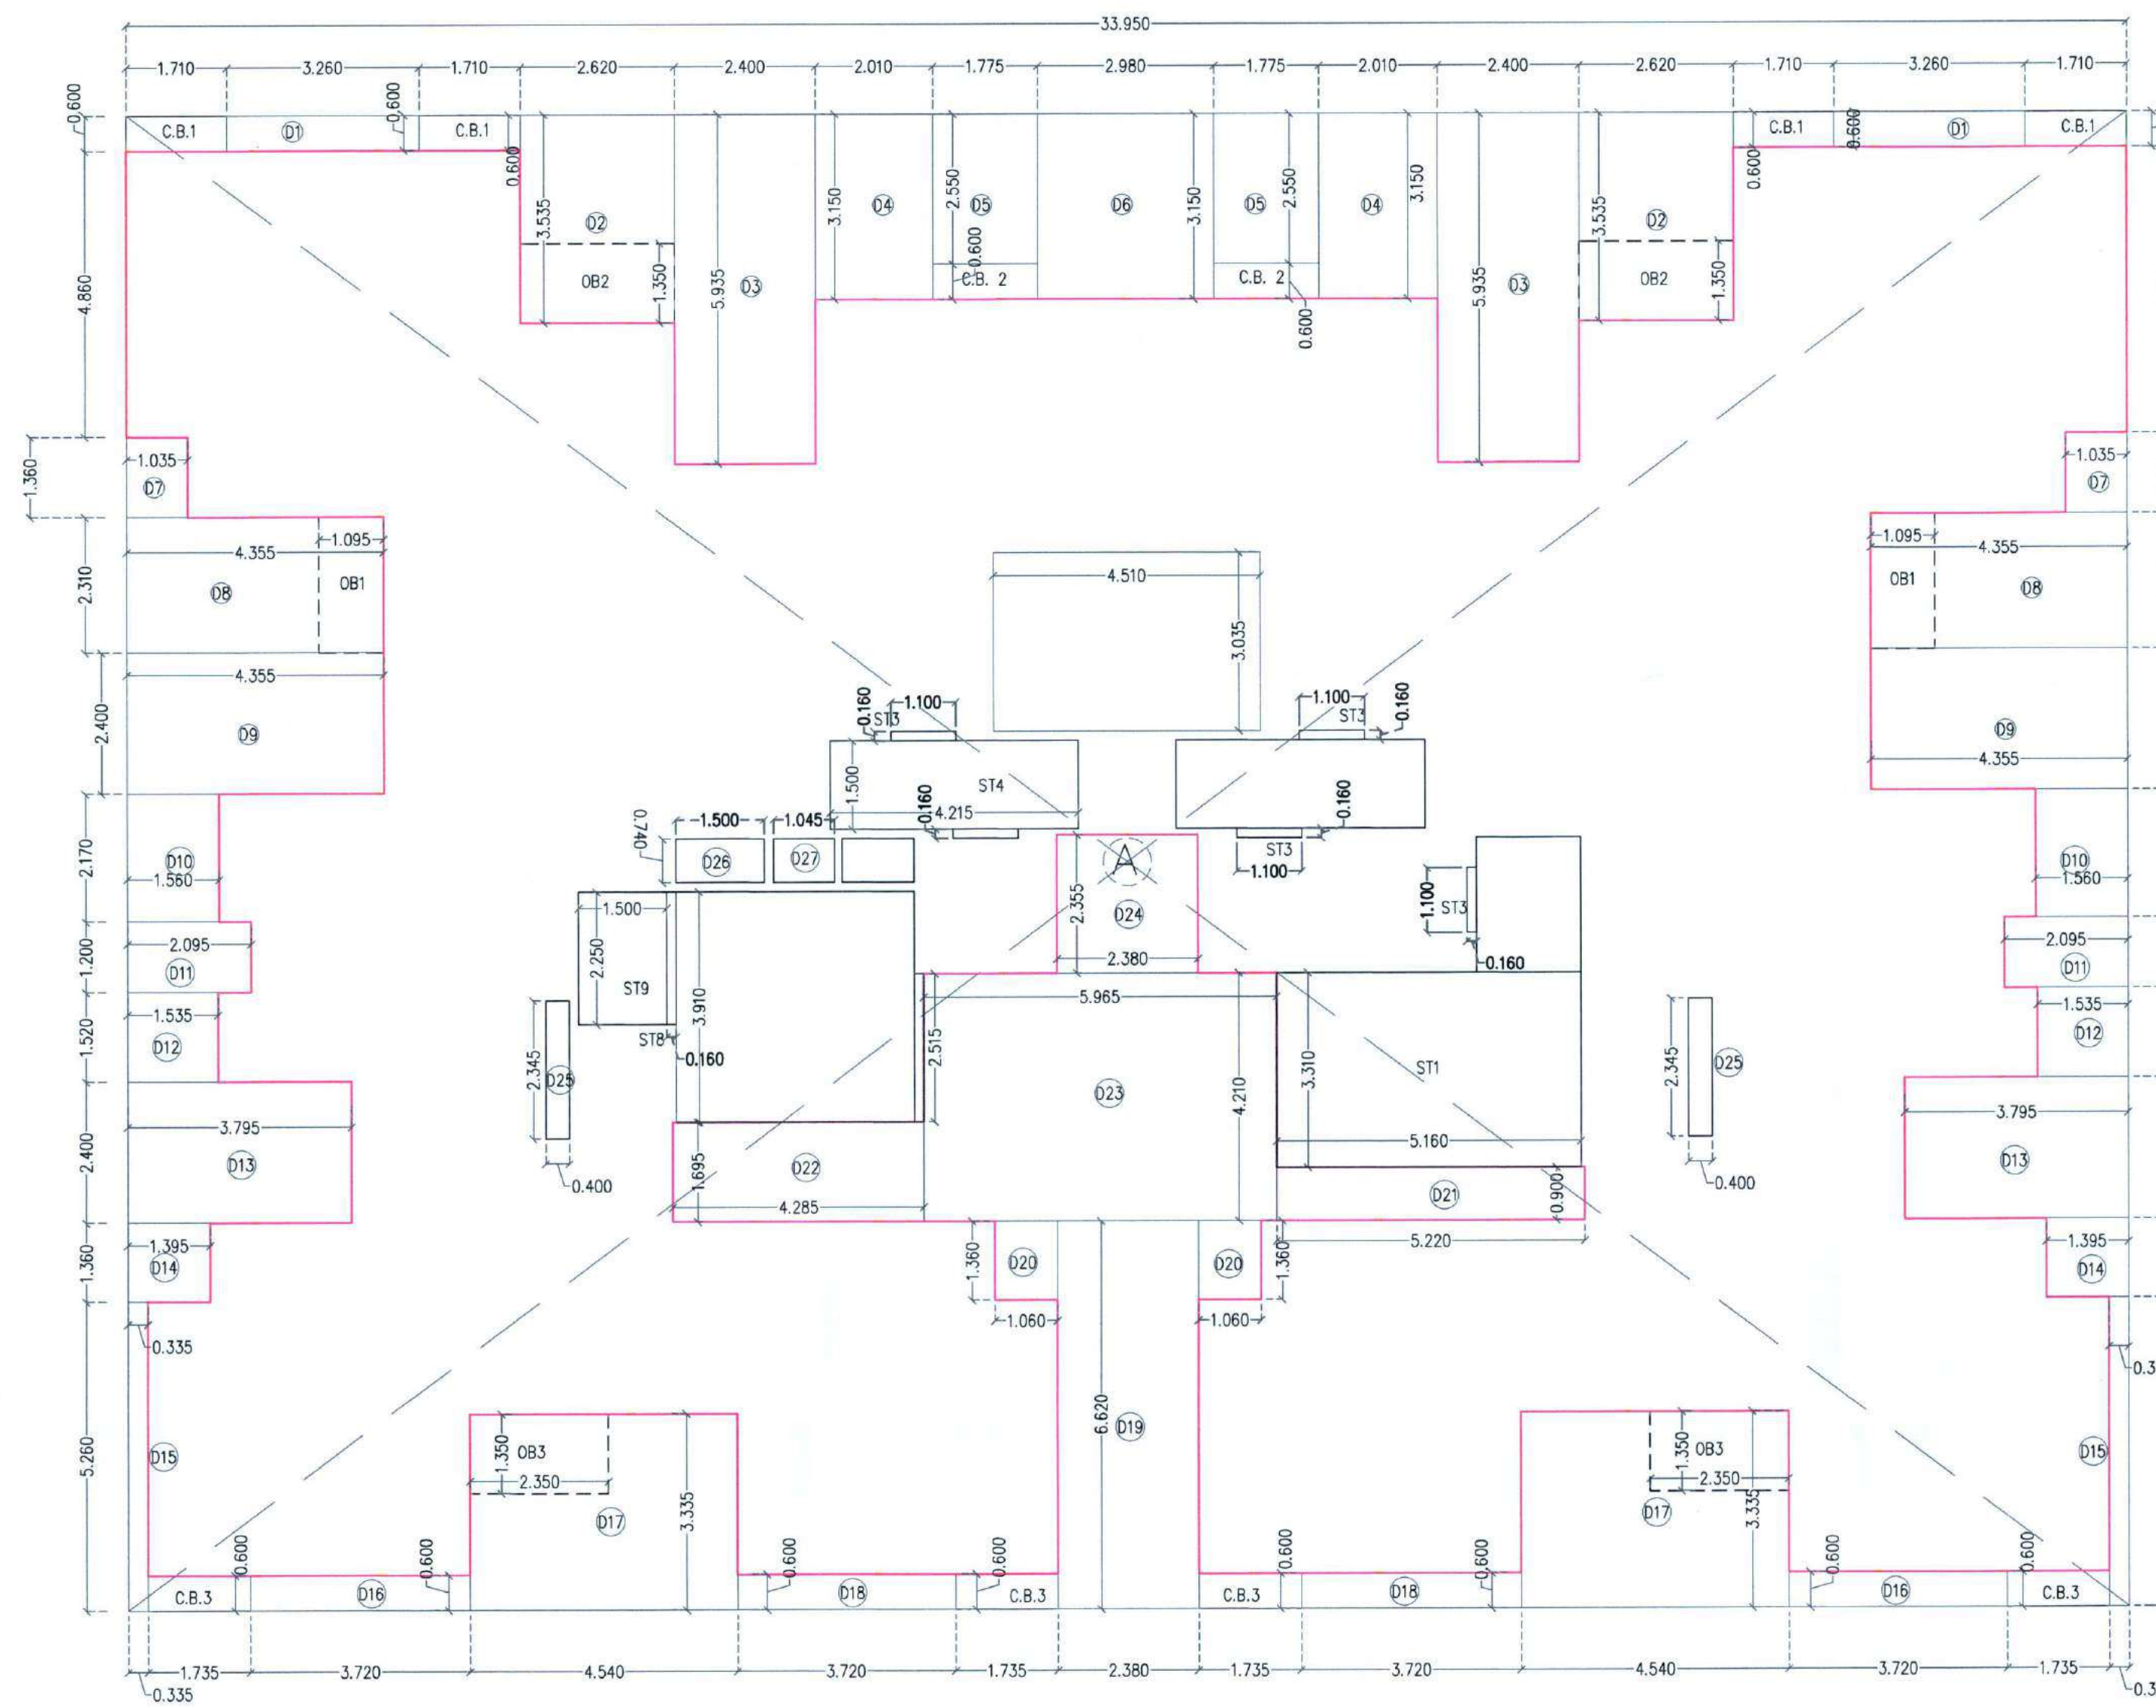 33.950
1.710 3.260 1.710 2.620 2.400 2.010 1.775 2.980 1.775 2.010 2.400 2.620 1.710 3.260 1.710
0.600 C.B.1 D1 0.600 C.B.1 0.600 C.B.1 0.600 D1 C.B.1 0.600
3.535 D2 3.150 D4 2.550 D5 D6 3.150 D5 2.550 D4 3.150 3.535 D2
0.600 C.B. 2 C.B. 2 0.600
4.860 OB2 1.350 5.935 D3 5.935 D3 OB2 1.350
1.360 1.035 D7 1.035 D7
4.355 1.095 1.095 4.355
2.310 D8 OB1 4.510 OB1 D8
3.035
4.355
2.400 D9 D9 4.355
0.160 1.100 ST3 1.100 ST3 0.160
1.500 ST4 0.160
4.215 0.160
0.740 1.500 1.045 ST3
2.170 D10 D26 D27 A 1.100 D10
1.560 1.560
1.500 2.355 D24 1.100 ST3
1.200 2.095 2.250 2.380 2.095
D11 ST9 3.910 5.965 0.160 D11
1.520 1.535 ST8 2.515 1.535
D12 0.160 3.310 ST1 D12
2.345 D25 D23 4.210 2.345 D25
2.400 3.795 5.160 3.795
D13 0.400 1.695 D22 D21 0.900 0.400 D13
4.285 5.220
1.360 1.395 1.360 D20 D20 1.360 1.395
D14 D14
0.335 1.060 1.060 0.3
5.260 D15 1.350 OB3 6.620 D19 1.350 OB3 D15
2.350 3.335 2.350 3.335
D17 D17
0.600 0.600 0.600 0.600 0.600 0.600 0.600 0.600
C.B.3 D16 D18 C.B.3 C.B.3 D18 D16 C.B.3
1.735 3.720 4.540 3.720 1.735 2.380 1.735 3.720 4.540 3.720 1.735
0.335 0.3